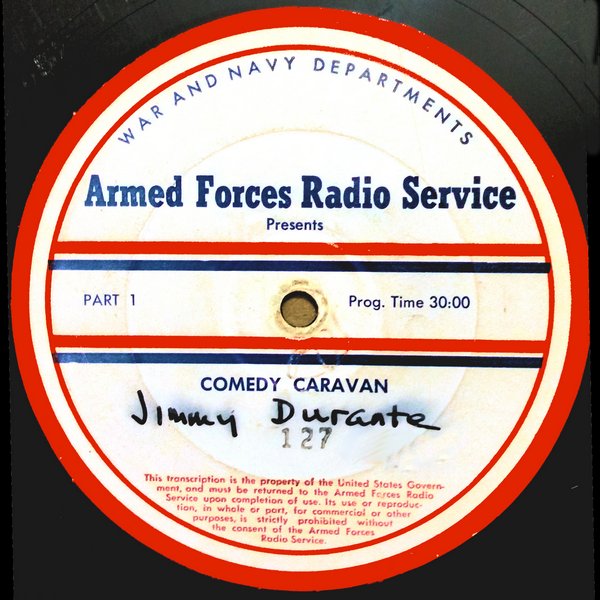 WAR AND NAVY DEPARTMENTS
Armed Forces Radio Service
Presents
PART 1 Prog. Time 30:00
COMEDY CARAVAN
Jimmy Durante
127
This transcription is the property of the United States Govern-
ment, and must be returned to the Armed Forces Radio
Service upon completion of use. Its use or reproduc-
tion, in whole or part, for commercial or other
purposes, is strictly prohibited without
the consent of the Armed Forces
Radio Service.